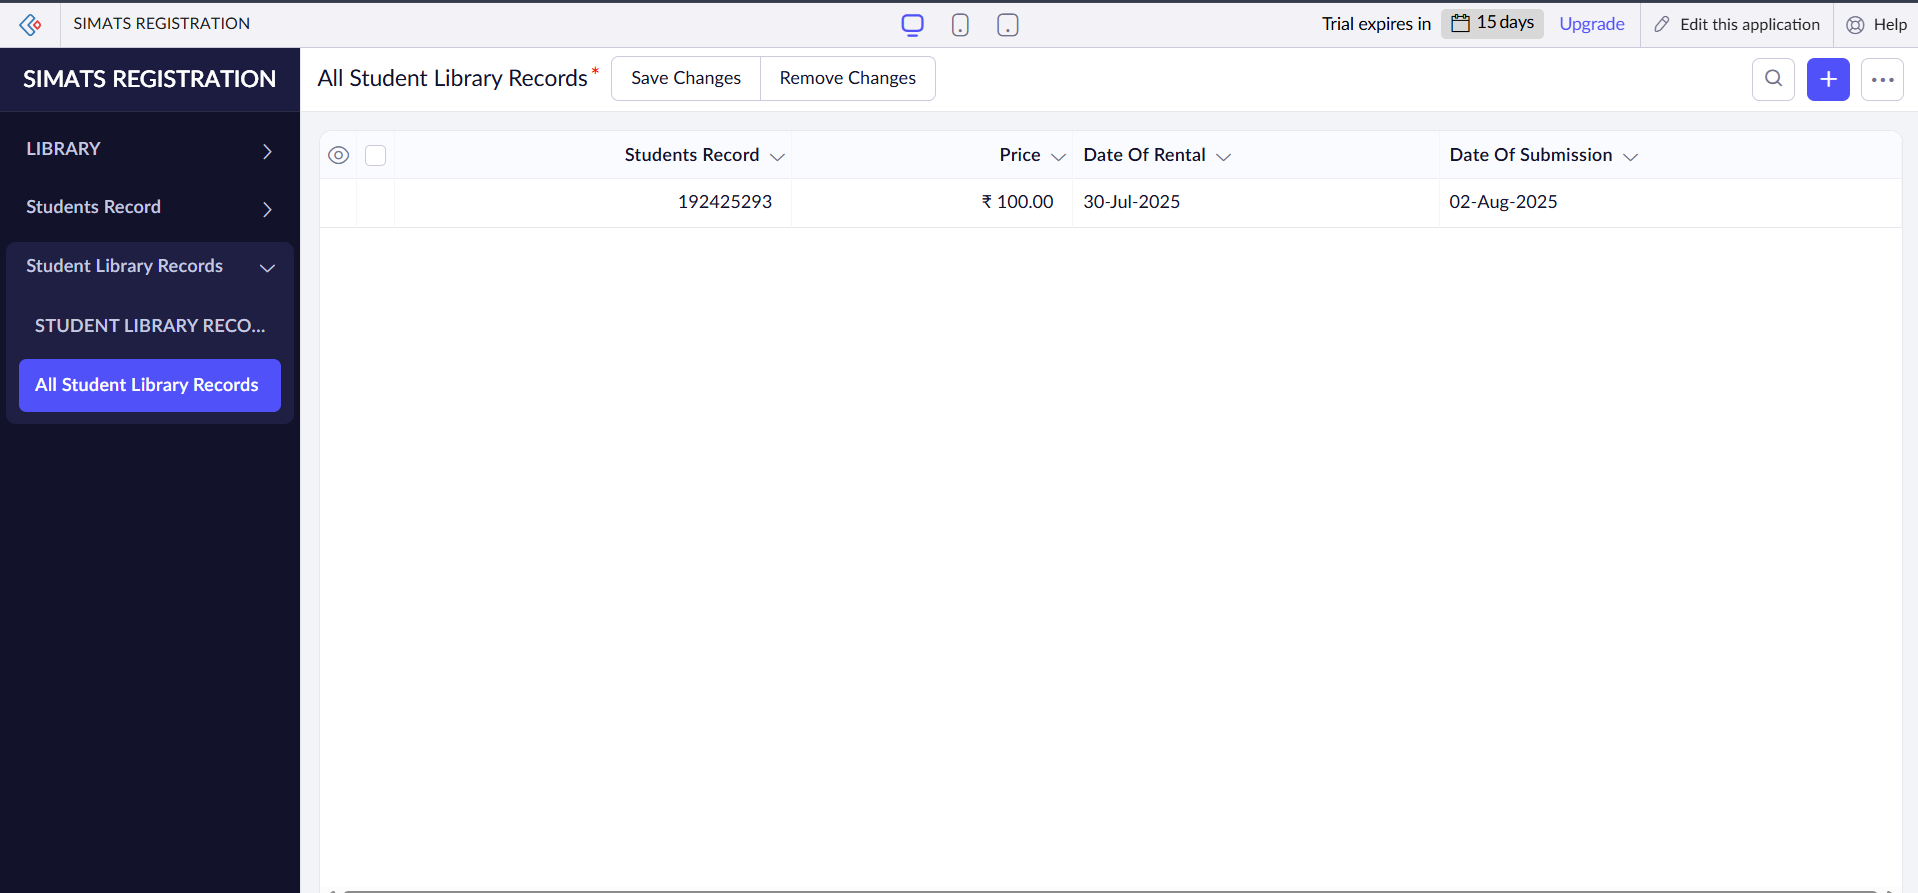 SIMATS REGISTRATION
Trial expires in 15 days Upgrade Edit this application Help
SIMATS REGISTRATION
All Student Library Records* Save Changes Remove Changes
LIBRARY
Students Record
Student Library Records
STUDENT LIBRARY RECO...
All Student Library Records
Students Record Price Date Of Rental Date Of Submission
192425293 ₹ 100.00 30-Jul-2025 02-Aug-2025